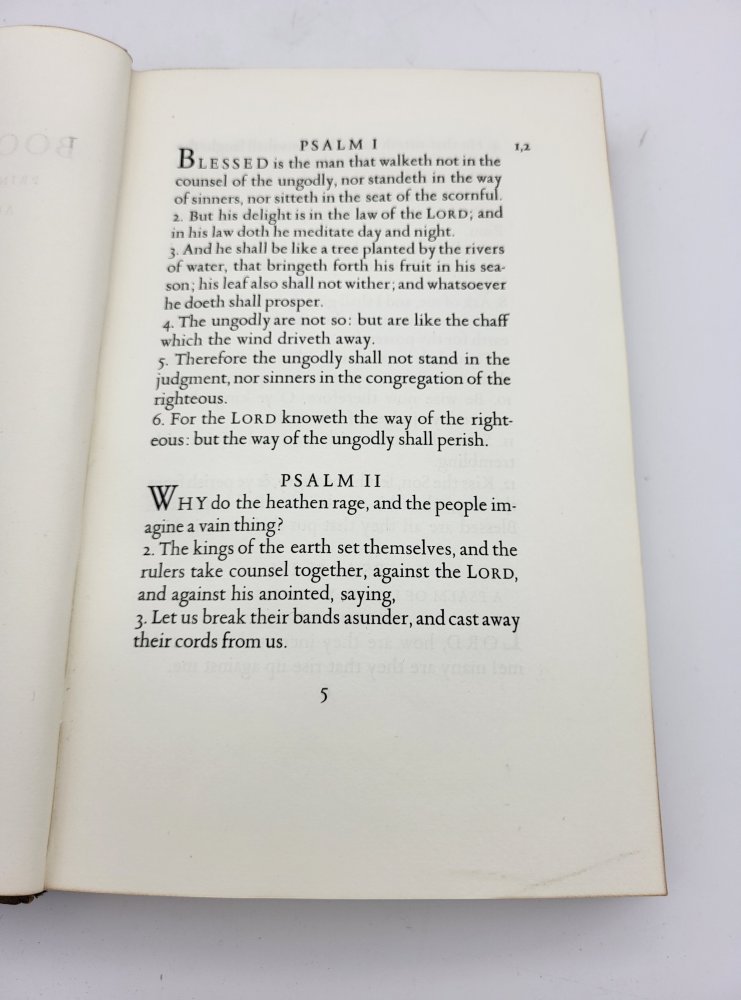 PSALM I
1,2
BLESSED is the man that walketh not in the
counsel of the ungodly, nor standeth in the way
of sinners, nor sitteth in the seat of the scornful.
2. But his delight is in the law of the LORD; and
in his law doth he meditate day and night.
3. And he shall be like a tree planted by the rivers
of water, that bringeth forth his fruit in his sea-
son; his leaf also shall not wither; and whatsoever
he doeth shall prosper.
4. The ungodly are not so: but are like the chaff
which the wind driveth away.
5. Therefore the ungodly shall not stand in the
judgment, nor sinners in the congregation of the
righteous.
6. For the LORD knoweth the way of the right-
eous: but the way of the ungodly shall perish.
PSALM II
WHY do the heathen rage, and the people im-
agine a vain thing?
2. The kings of the earth set themselves, and the
rulers take counsel together, against the LORD,
and against his anointed, saying,
3. Let us break their bands asunder, and cast away
their cords from us.
5